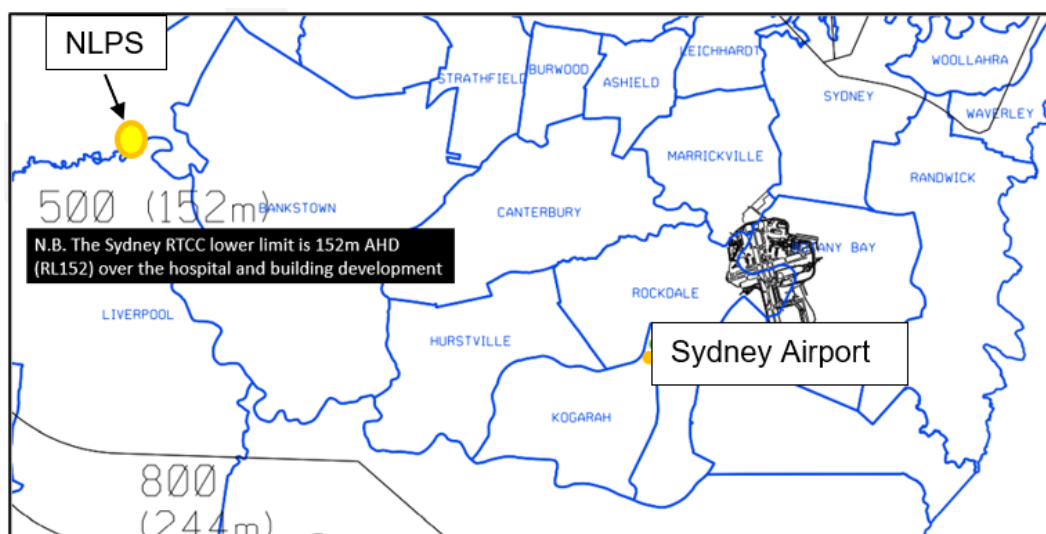 NLPS
LEICHHARDT
WOOLLAHRA
STRATHFIELD
BURWOOD
ASHIELD
SYDNEY
WAVERLEY
MARRICKVILLE
RANDWICK
500 (152m)
BANKSTOWN
CANTERBURY
N.B. The Sydney RTCC lower limit is 152m AHD
(RL152) over the hospital and building development
BOTANY BAY
ROCKDALE
LIVERPOOL
HURSTVILLE
Sydney Airport
KOGARAH
800
(244m)